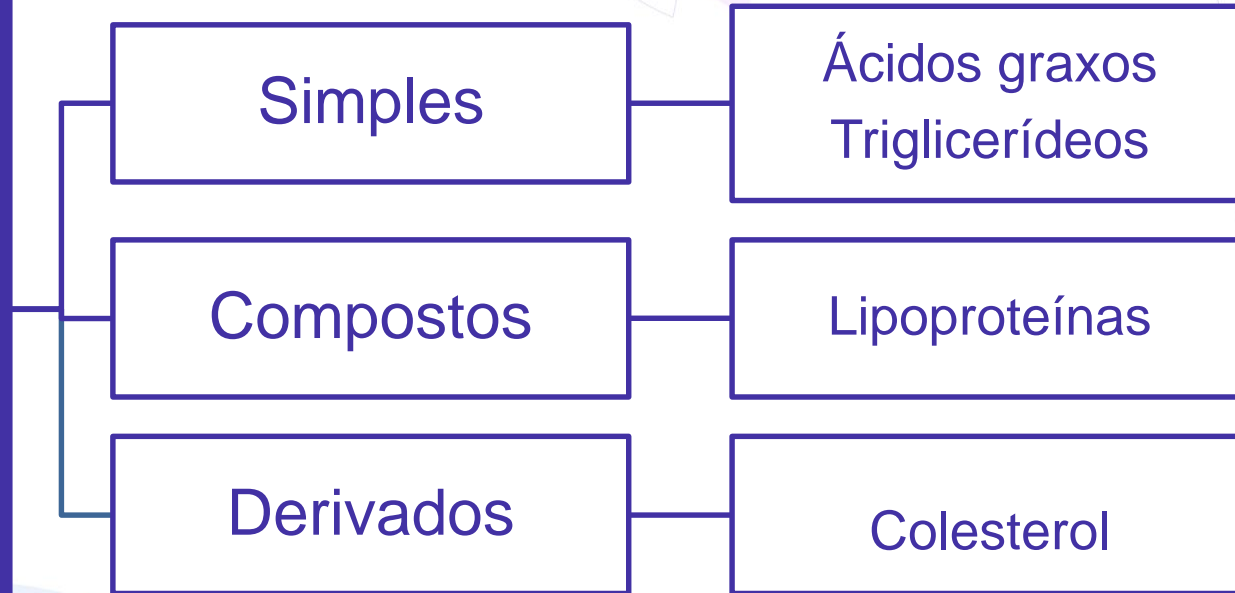 Simples
Ácidos graxos
Triglicerídeos
Compostos
Lipoproteínas
Derivados
Colesterol